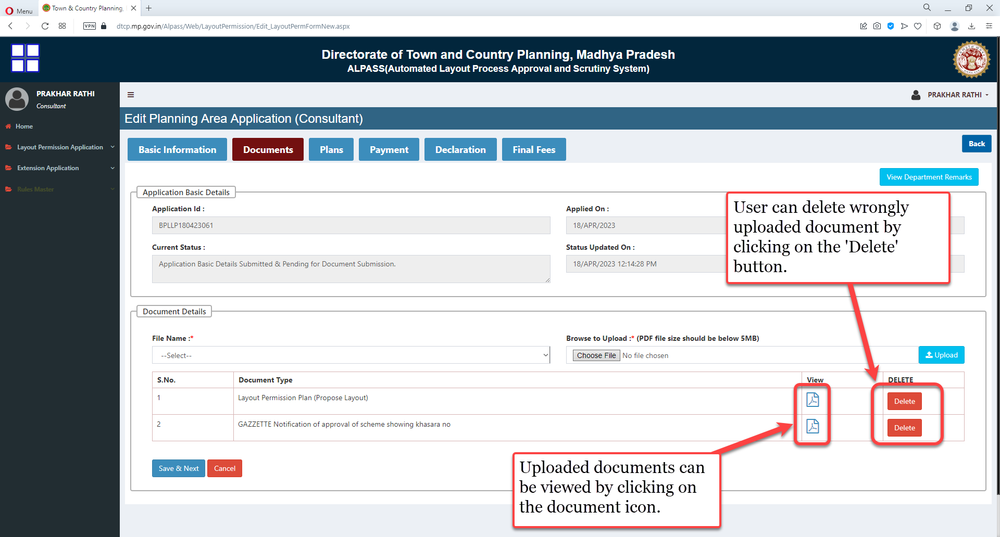 Menu
Town & Country Planning,
VPN
dtcp.mp.gov.in/Alpass/Web/LayoutPermission/Edit_LayoutPermFormNew.aspx
Directorate of Town and Country Planning, Madhya Pradesh
ALPASS(Automated Layout Process Approval and Scrutiny System)
PRAKHAR RATHI
Consultant
PRAKHAR RATHI
Home
Layout Permission Application
Extension Application
Rules Master
Edit Planning Area Application (Consultant)
Basic Information
Documents
Plans
Payment
Declaration
Final Fees
Back
View Department Remarks
Application Basic Details
Application Id :
Applied On :
BPLLP180423061
18/APR/2023
Current Status :
Status Updated On :
Application Basic Details Submitted & Pending for Document Submission.
18/APR/2023 12:14:28 PM
User can delete wrongly
uploaded document by
clicking on the 'Delete'
button.
Document Details
File Name :*
Browse to Upload :* (PDF file size should be below 5MB)
--Select--
Choose File No file chosen
Upload
S.No. Document Type View DELETE
1 Layout Permission Plan (Propose Layout) Delete
2 GAZZETTE Notification of approval of scheme showing khasara no Delete
Save & Next
Cancel
Uploaded documents can
be viewed by clicking on
the document icon.